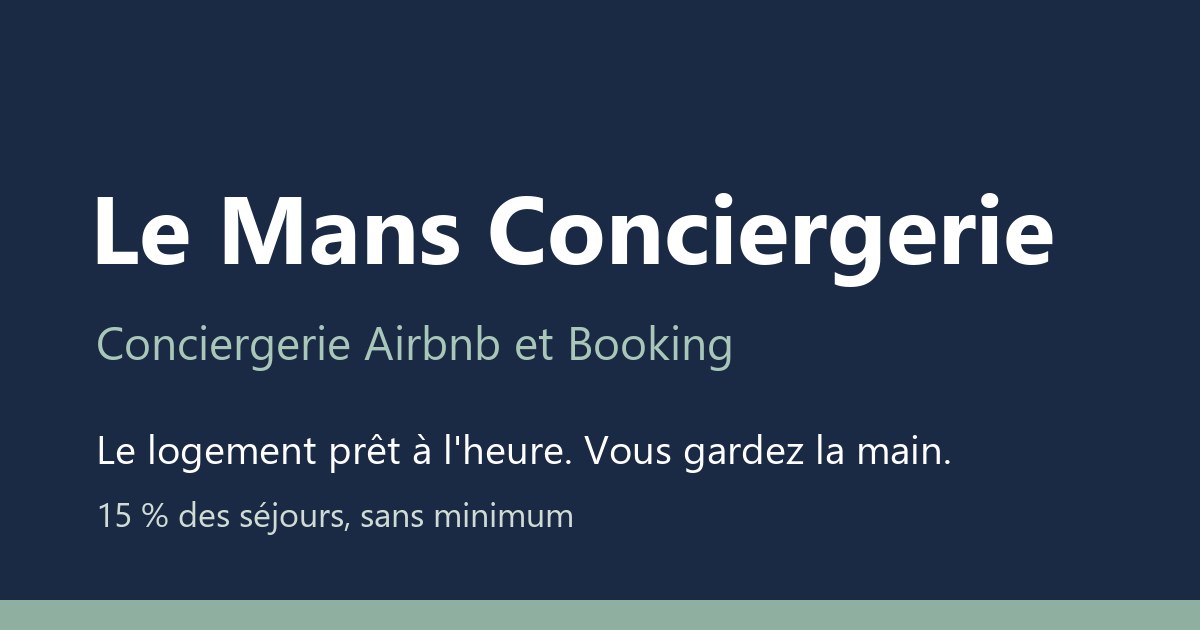 Le Mans Conciergerie
Conciergerie Airbnb et Booking
Le logement prêt à l'heure. Vous gardez la main.
15 % des séjours, sans minimum